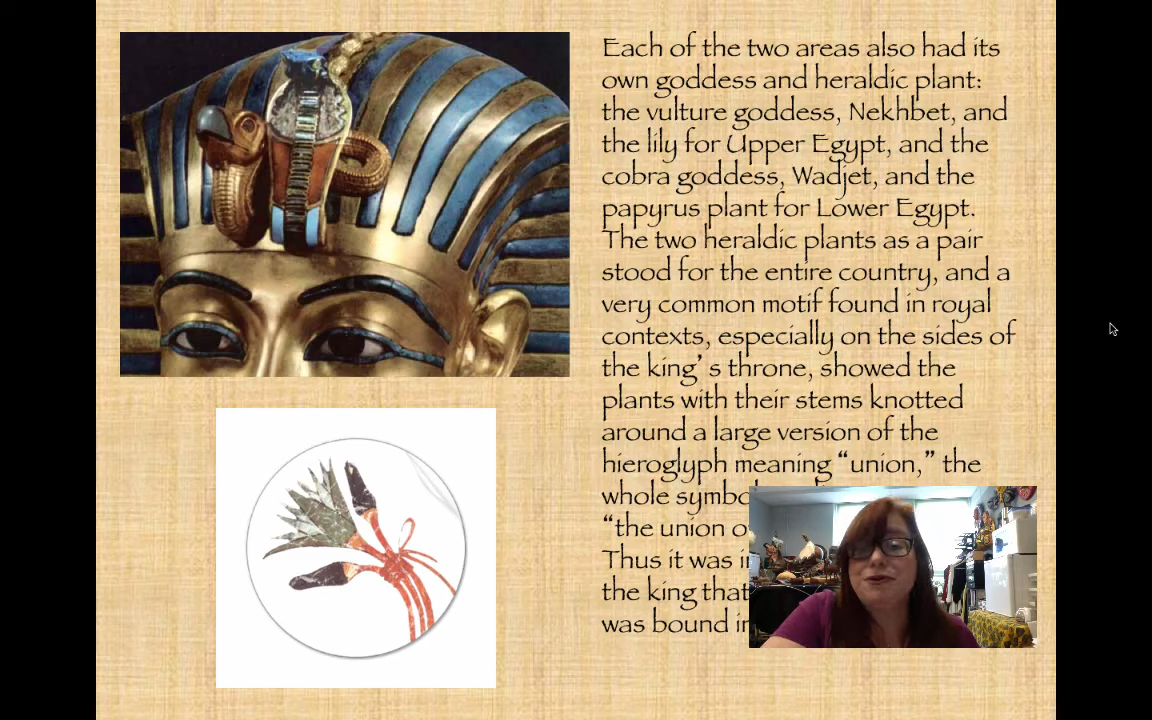 Each of the two areas also had its
own goddess and heraldic plant:
the vulture goddess, Nekhbet, and
the lily for Upper Egypt, and the
cobra goddess, Wadjet, and the
papyrus plant for Lower Egypt.
The two heraldic plants as a pair
stood for the entire country, and a
very common motif found in royal
contexts, especially on the sides of
the king’ s throne, showed the
plants with their stems knotted
around a large version of the
hieroglyph meaning “union,” the
whole
“the union
Thus it was
the king that
was bound